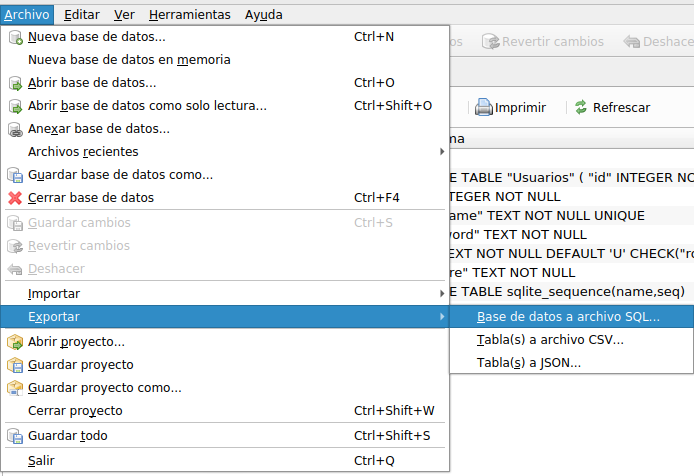 Archivo Editar Ver Herramientas Ayuda
Nueva base de datos... Ctrl+N
Revertir cambios Deshacer
Nueva base de datos en memoria
Abrir base de datos... Ctrl+O
Abrir base de datos como solo lectura... Ctrl+Shift+O
Imprimir Refrescar
Anexar base de datos...
ma
Archivos recientes
Guardar base de datos como...
E TABLE "Usuarios" ( "id" INTEGER NO
Cerrar base de datos Ctrl+F4
TEGER NOT NULL
Guardar cambios Ctrl+S
ame" TEXT NOT NULL UNIQUE
Revertir cambios
word" TEXT NOT NULL
EXT NOT NULL DEFAULT 'U' CHECK("ro
Deshacer
re" TEXT NOT NULL
Importar
E TABLE sqlite_sequence(name,seq)
Exportar
Base de datos a archivo SQL...
Abrir proyecto...
Tabla(s) a archivo CSV...
Guardar proyecto
Tabla(s) a JSON...
Guardar proyecto como...
Cerrar proyecto Ctrl+Shift+W
Guardar todo Ctrl+Shift+S
Salir Ctrl+Q